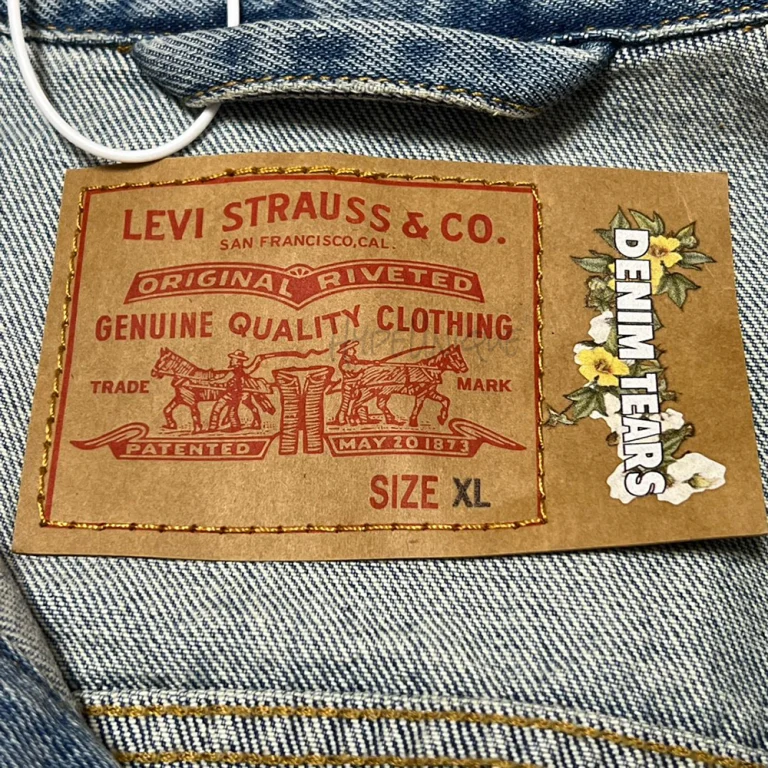 LEVI STRAUSS & CO.
SAN FRANCISCO, CAL.
ORIGINAL RIVETED
GENUINE QUALITY CLOTHING
TRADE MARK
PATENTED MAY 20 1873
SIZE XL
DENIM TEARS